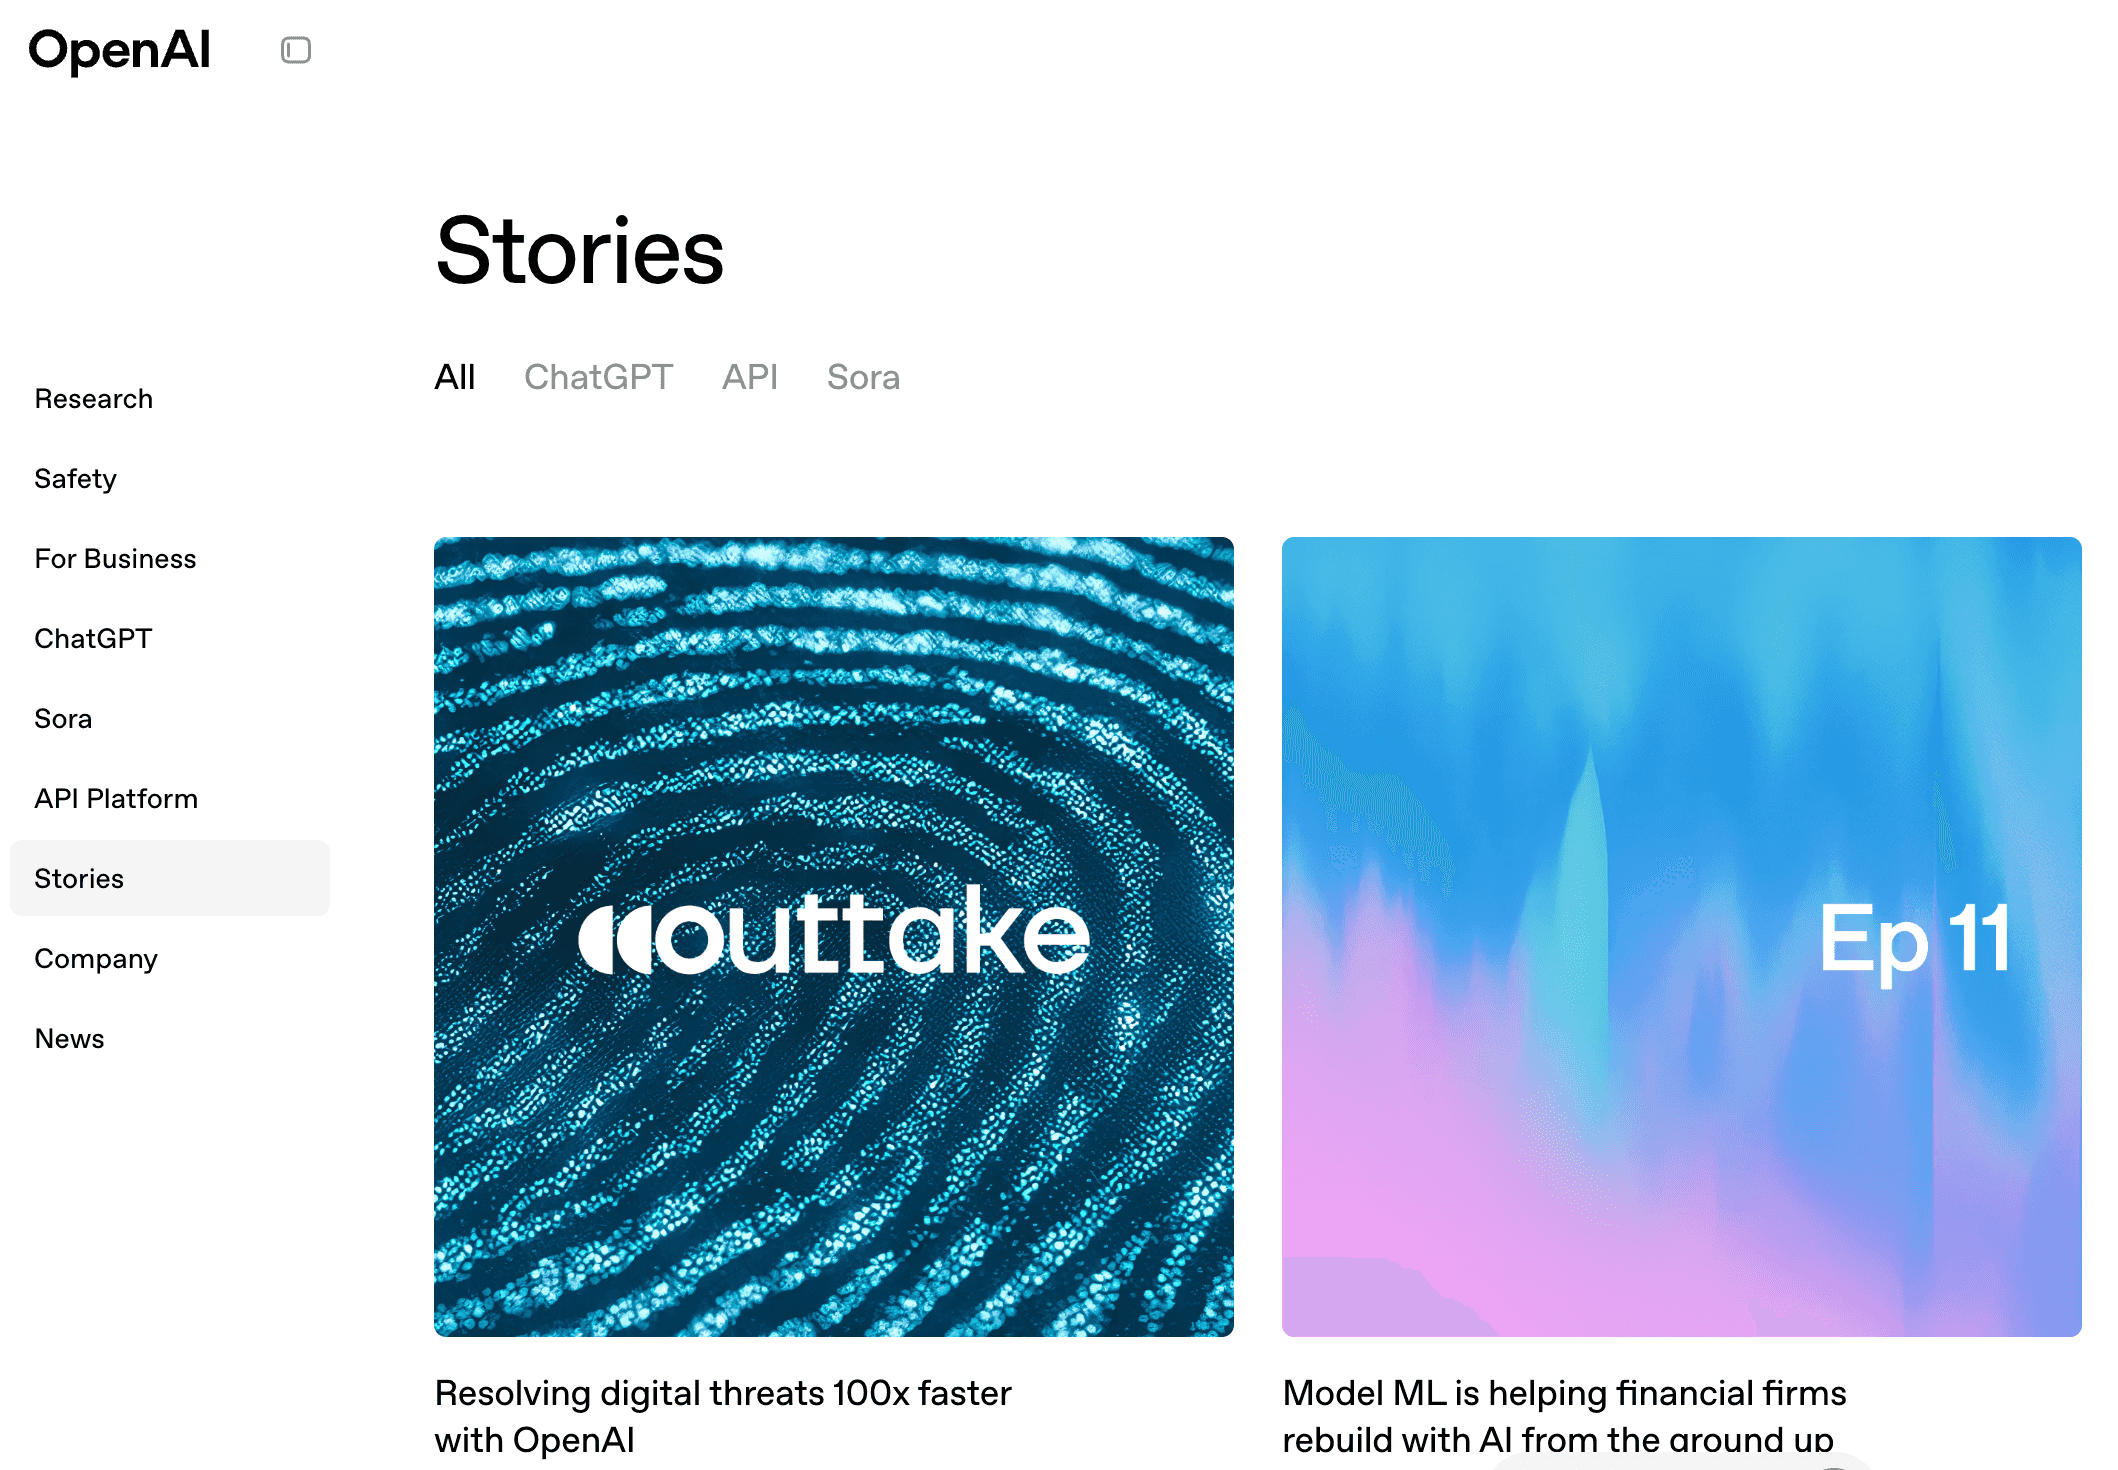 OpenAI
Stories
All ChatGPT API Sora
Research
Safety
For Business
ChatGPT
Sora
API Platform
Stories
Company
News
outtake
Ep 11
Resolving digital threats 100x faster
with OpenAI
Model ML is helping financial firms
rebuild with AI from the ground up